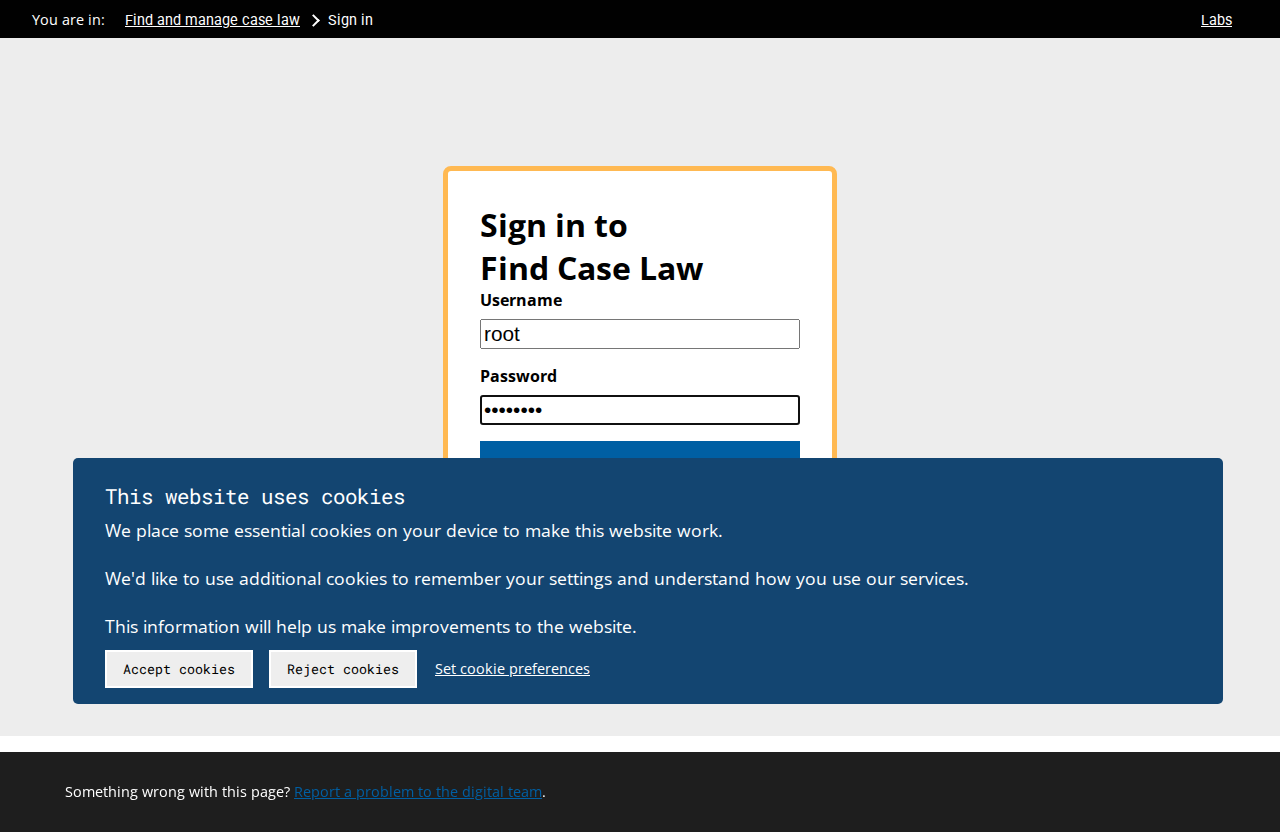 You are in: Find and manage case law Sign in Labs
Sign in to
Find Case Law
Username
root
Password
••••••••
This website uses cookies
We place some essential cookies on your device to make this website work.
We'd like to use additional cookies to remember your settings and understand how you use our services.
This information will help us make improvements to the website.
Accept cookies Reject cookies Set cookie preferences
Something wrong with this page? Report a problem to the digital team.